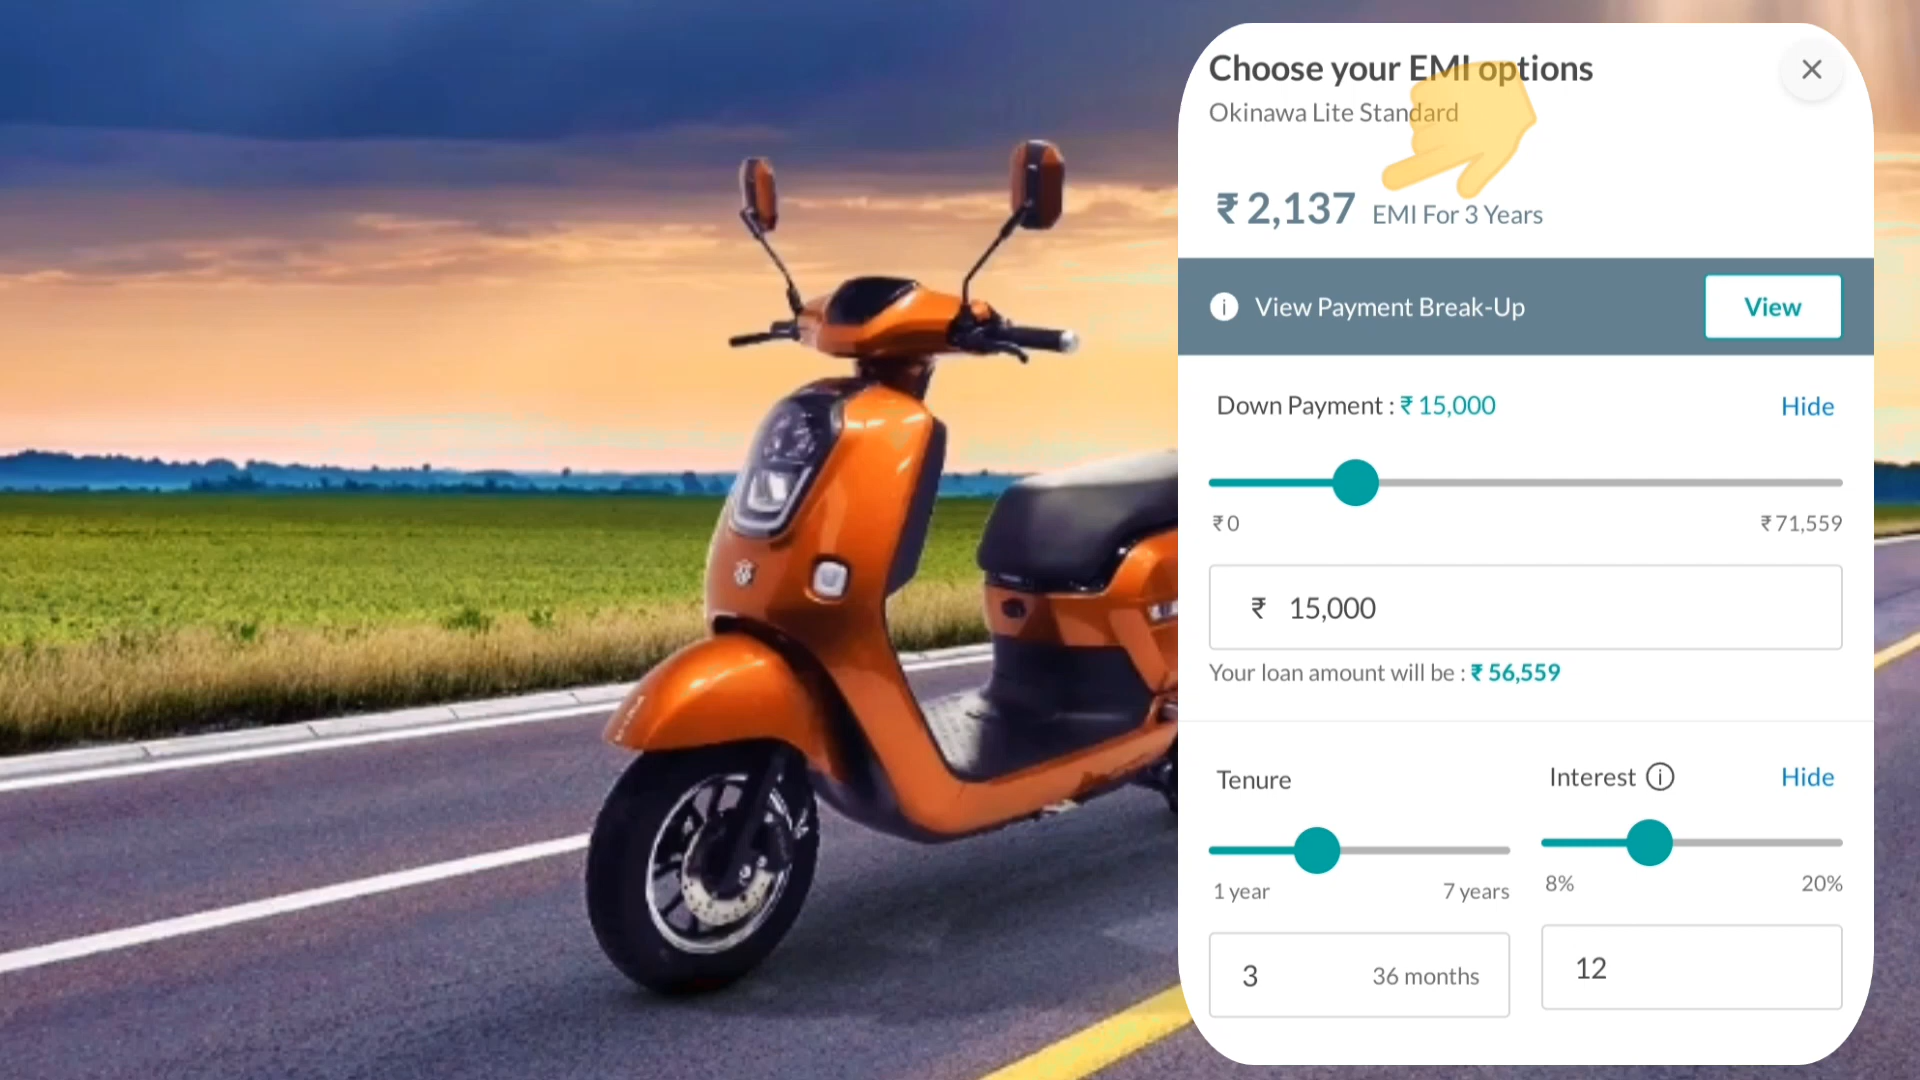 Choose your EMI options
Okinawa Lite Standard
₹ 2,137 EMI For 3 Years
i View Payment Break-Up View
Down Payment : ₹ 15,000 Hide
₹ 0 ₹ 71,559
₹ 15,000
Your loan amount will be : ₹ 56,559
Tenure Interest i Hide
1 year 7 years 8% 20%
3 36 months 12